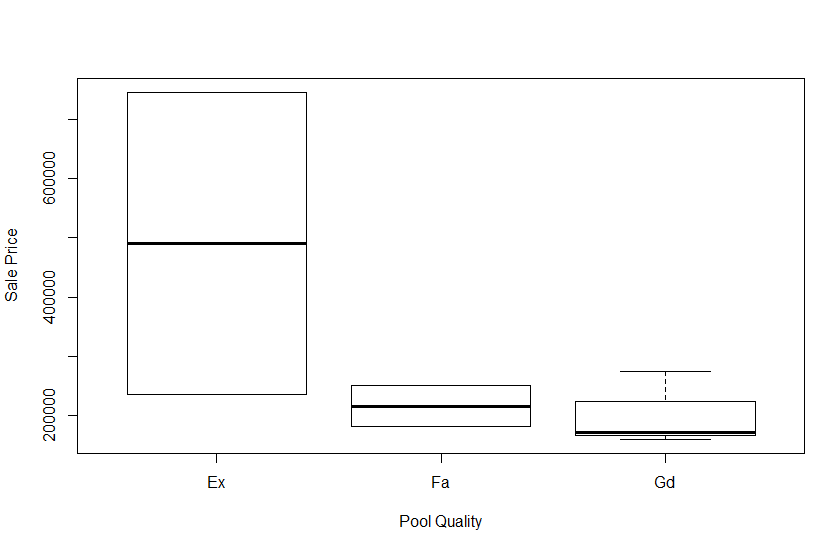 Sale Price
600000
400000
200000
Ex
Fa
Gd
Pool Quality